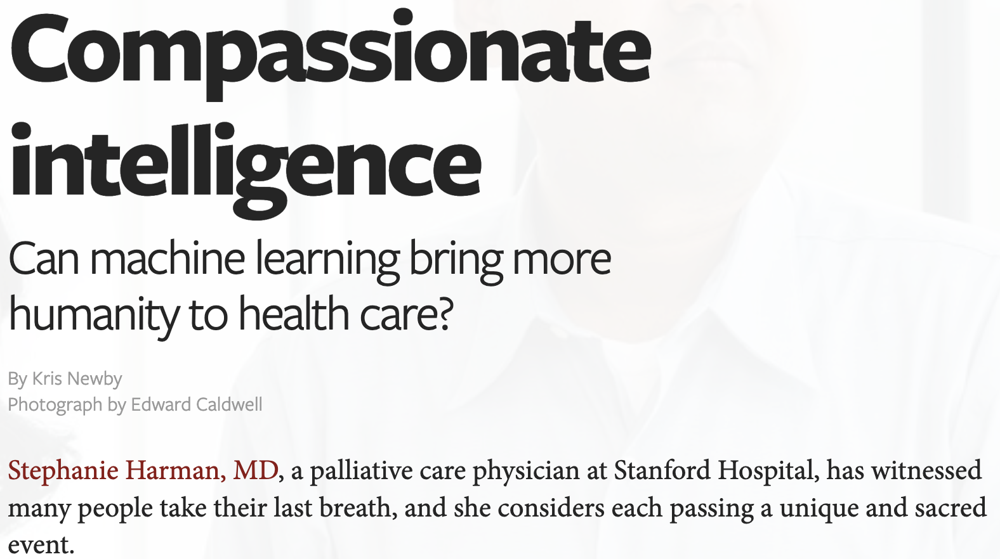 Compassionate
intelligence
Can machine learning bring more
humanity to health care?
By Kris Newby
Photograph by Edward Caldwell
Stephanie Harman, MD, a palliative care physician at Stanford Hospital, has witnessed
many people take their last breath, and she considers each passing a unique and sacred
event.